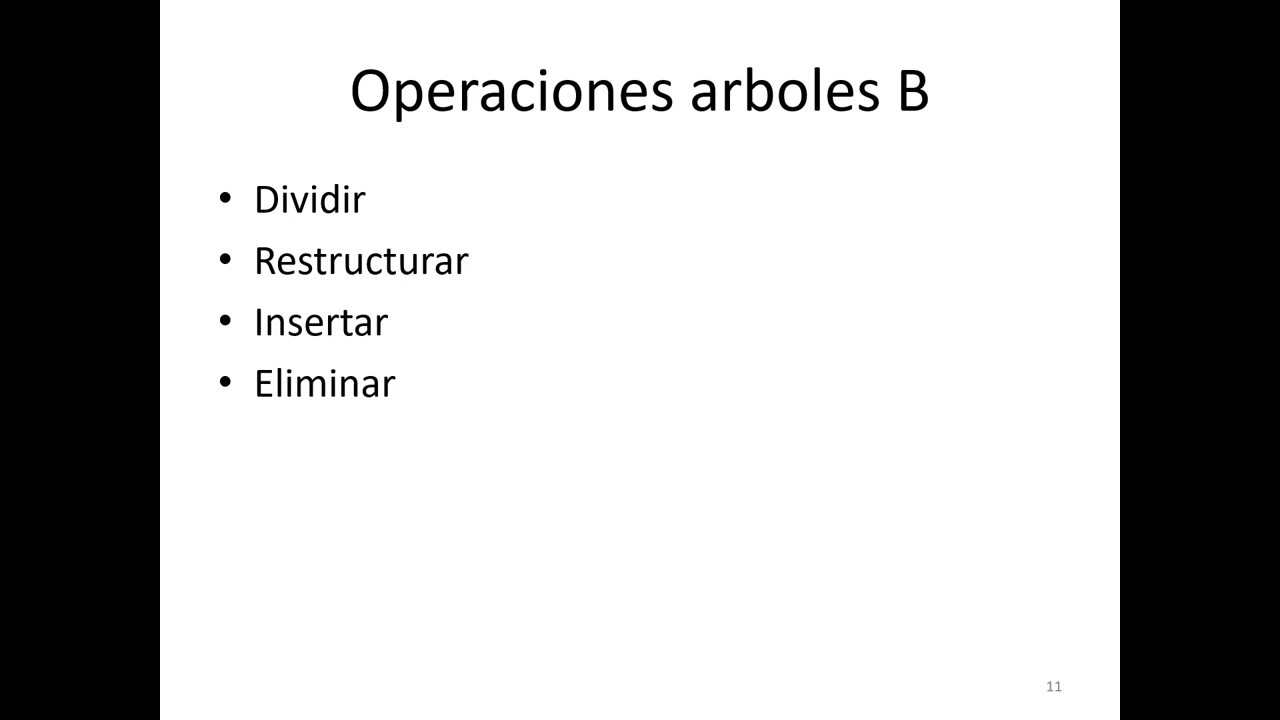 Operaciones arboles B
• Dividir
• Restructurar
• Insertar
• Eliminar
11